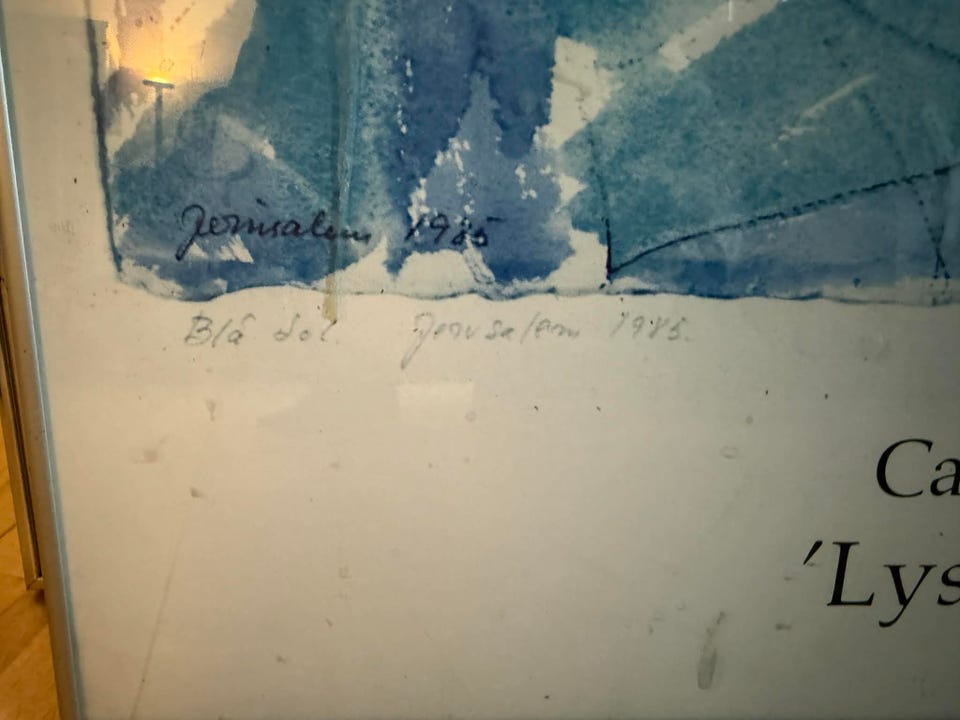 Jerusalem 1985
Blå Sol Jerusalem 1985.
Ca
'Lys